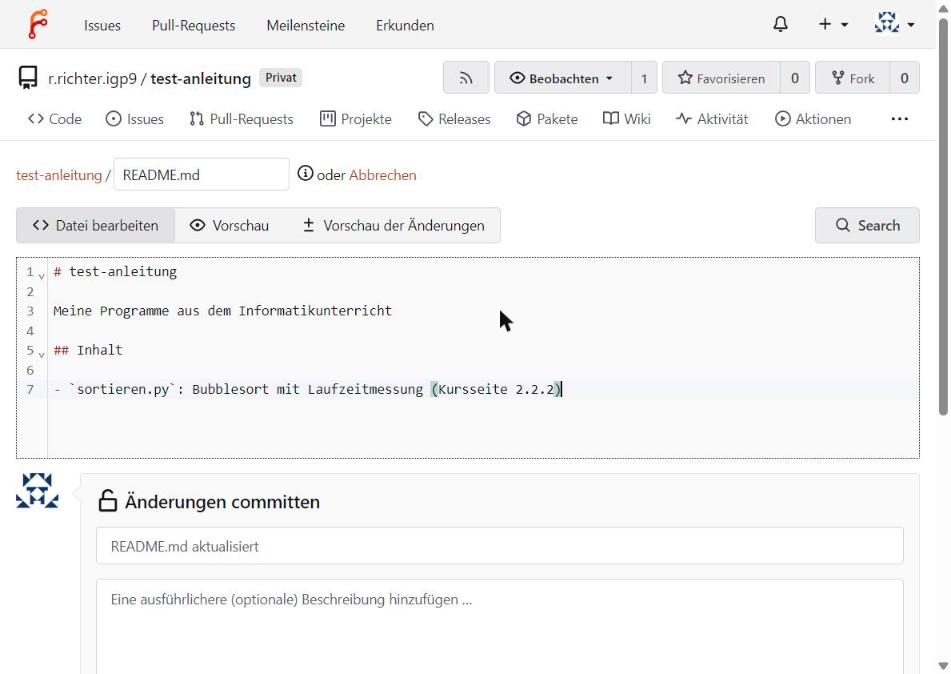 Issues Pull-Requests Meilensteine Erkunden
r.richter.igp9 / test-anleitung Privat Beobachten 1 Favorisieren 0 Fork 0
Code Issues Pull-Requests Projekte Releases Pakete Wiki Aktivität Aktionen
test-anleitung / README.md oder Abbrechen
Datei bearbeiten Vorschau Vorschau der Änderungen Search
1 # test-anleitung
2
3 Meine Programme aus dem Informatikunterricht
4
5 ## Inhalt
6
7 - `sortieren.py`: Bubblesort mit Laufzeitmessung (Kursseite 2.2.2)
Änderungen committen
README.md aktualisiert
Eine ausführlichere (optionale) Beschreibung hinzufügen ...